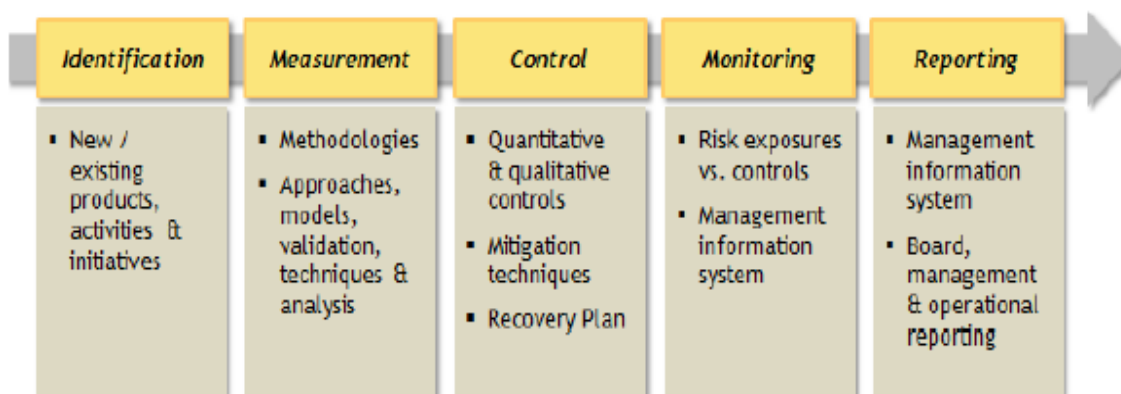 Identification
▪ New /
existing
products,
activities &
initiatives
Measurement
▪ Methodologies
▪ Approaches,
models,
validation,
techniques &
analysis
Control
▪ Quantitative
& qualitative
controls
▪ Mitigation
techniques
▪ Recovery Plan
Monitoring
▪ Risk exposures
vs. controls
▪ Management
information
system
Reporting
▪ Management
information
system
▪ Board,
management
& operational
reporting